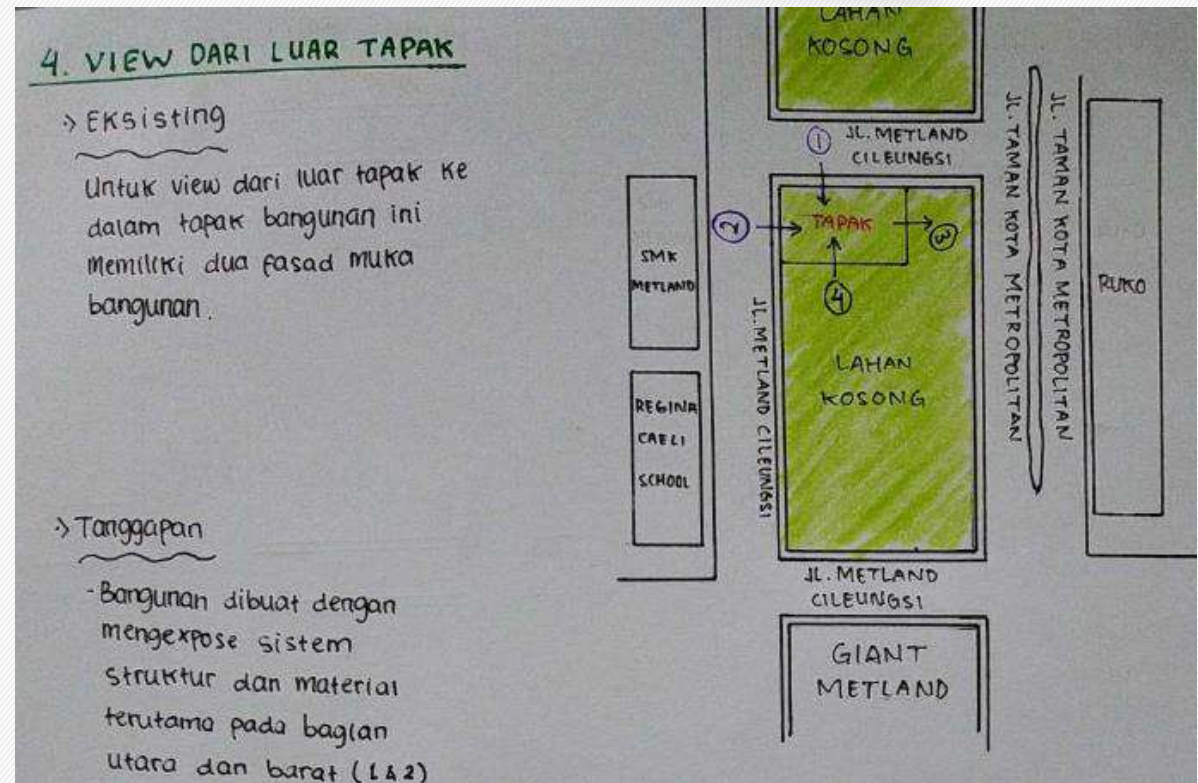 4. VIEW DARI LUAR TAPAK
Eksisting
Untuk view dari luar tapak ke
dalam tapak bangunan ini
memiliki dua fasad muka
bangunan.
Tanggapan
-Bangunan dibuat dengan
mengexpose sistem
struktur dan material
terutama pada bagian
utara dan barat (1 & 2)
LAHAN
KOSONG
JL. METLAND
CILEUNGSI
1
2
TAPAK
3
4
LAHAN
KOSONG
SMK
METLAND
REGINA
CAELI
SCHOOL
JL. METLAND CILEUNGSI
JL. TAMAN KOTA METROPOLITAN
JL. TAMAN KOTA METROPOLITAN
RUKO
JL. METLAND
CILEUNGSI
GIANT
METLAND